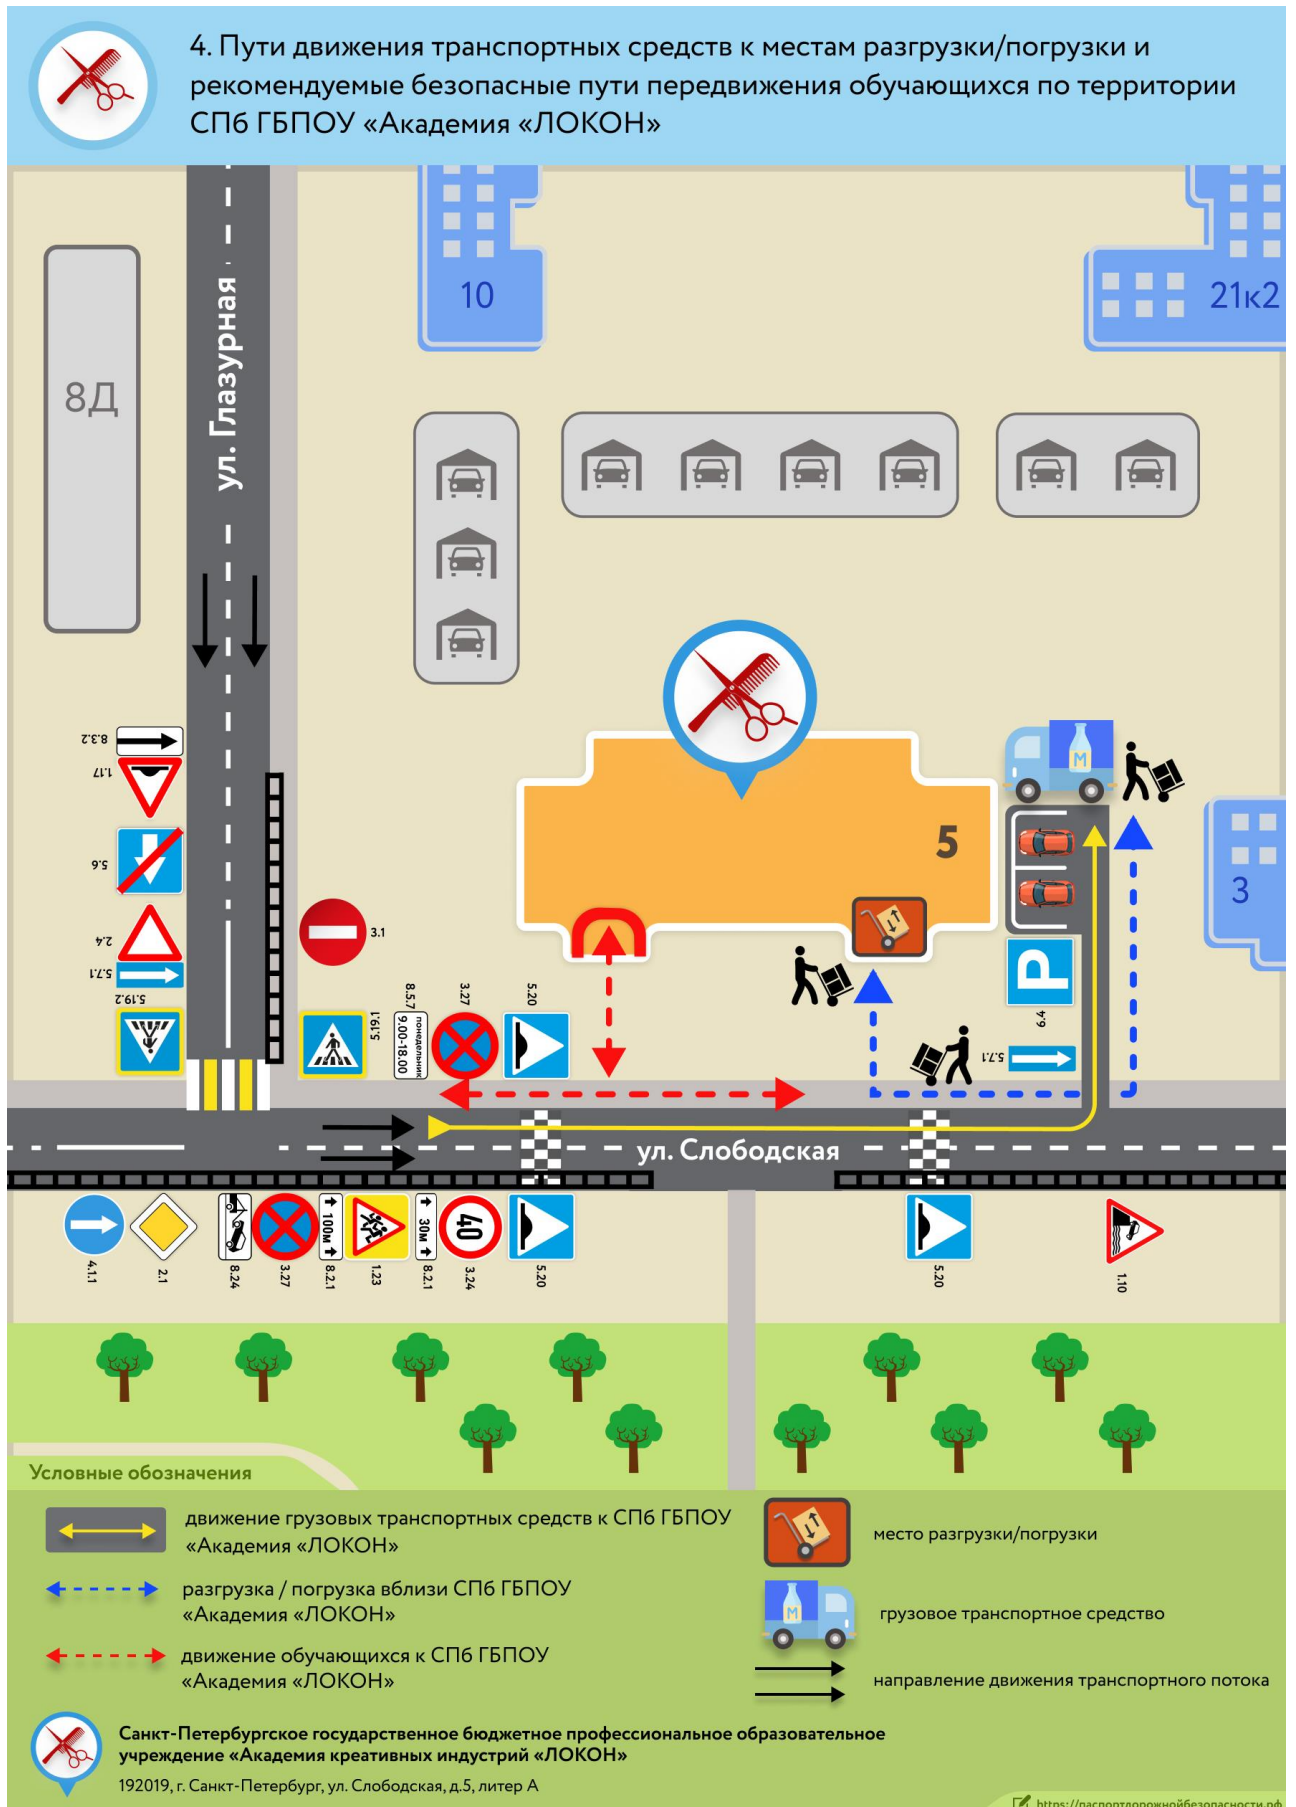 4. Пути движения транспортных средств к местам разгрузки/погрузки и
рекомендуемые безопасные пути передвижения обучающихся по территории
СПб ГБПОУ «Академия «ЛОКОН»
10
21к2
ул. Глазурная
8Д
8.3.2
1.17
5.6
2.4
5.7.1
5.19.2
3.1
5.19.1
8.5.7
понедельник
9.00-18.00
3.27
5.20
5
М
3
P
6.4
5.7.1
ул. Слободская
4.1.1
2.1
8.24
3.27
100м
8.2.1
1.23
30м
8.2.1
40
3.24
5.20
5.20
1.10
Условные обозначения
движение грузовых транспортных средств к СПб ГБПОУ
«Академия «ЛОКОН»
разгрузка / погрузка вблизи СПб ГБПОУ
«Академия «ЛОКОН»
движение обучающихся к СПб ГБПОУ
«Академия «ЛОКОН»
место разгрузки/погрузки
М
грузовое транспортное средство
направление движения транспортного потока
Санкт-Петербургское государственное бюджетное профессиональное образовательное
учреждение «Академия креативных индустрий «ЛОКОН»
192019, г. Санкт-Петербург, ул. Слободская, д.5, литер А
https://паспортдорожнойбезопасности.рф